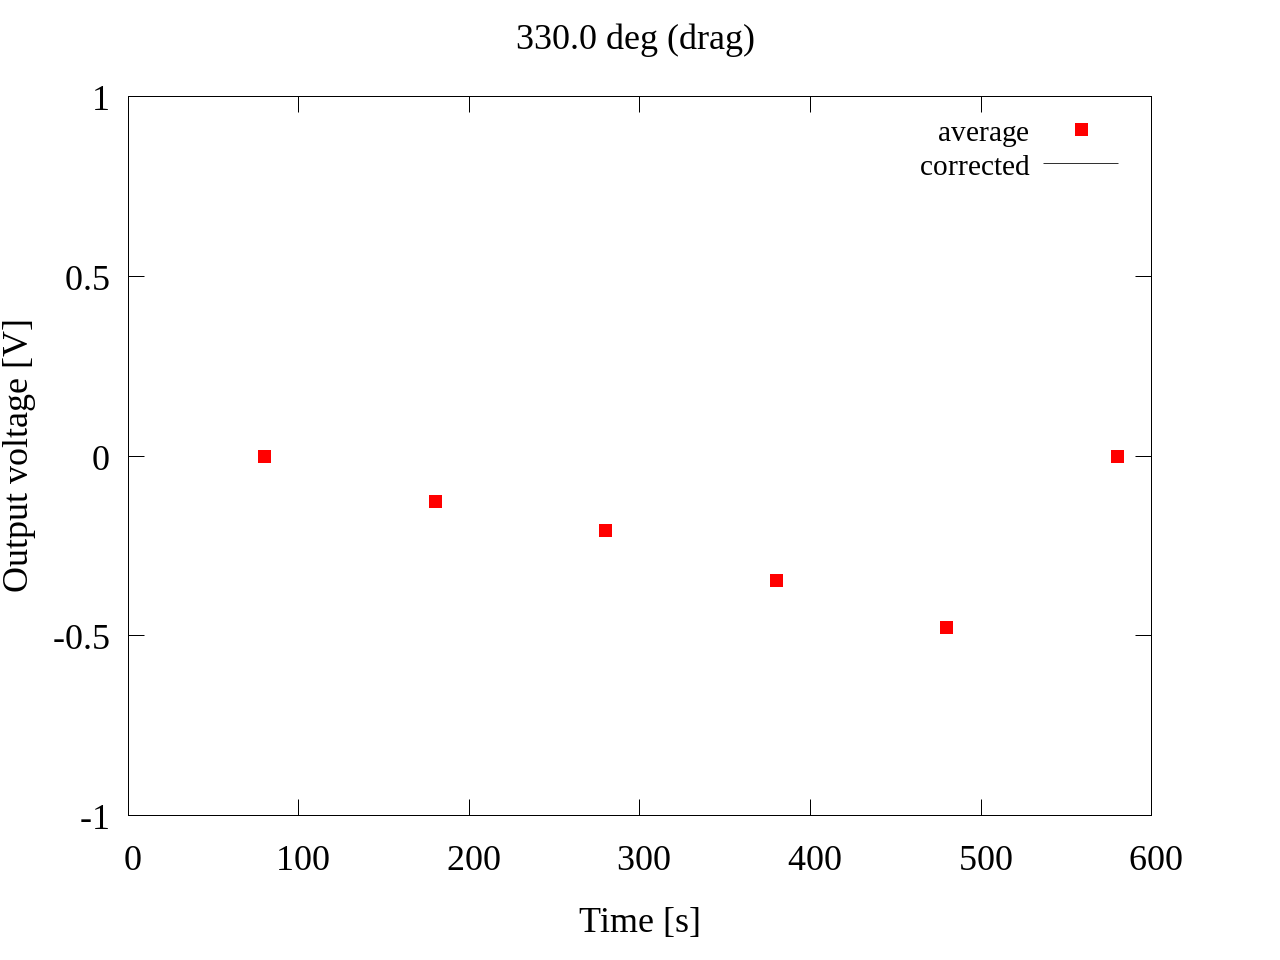 330.0 deg (drag)
average
corrected
1
0.5
0
-0.5
-1
Output voltage [V]
0 100 200 300 400 500 600
Time [s]